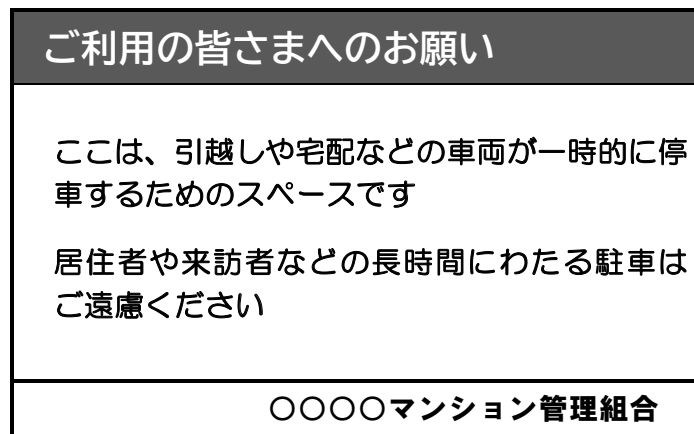 ご利用の皆さまへのお願い
ここは、引越しや宅配などの車両が一時的に停
車するためのスペースです
居住者や来訪者などの長時間にわたる駐車は
ご遠慮ください
〇〇〇〇マンション管理組合